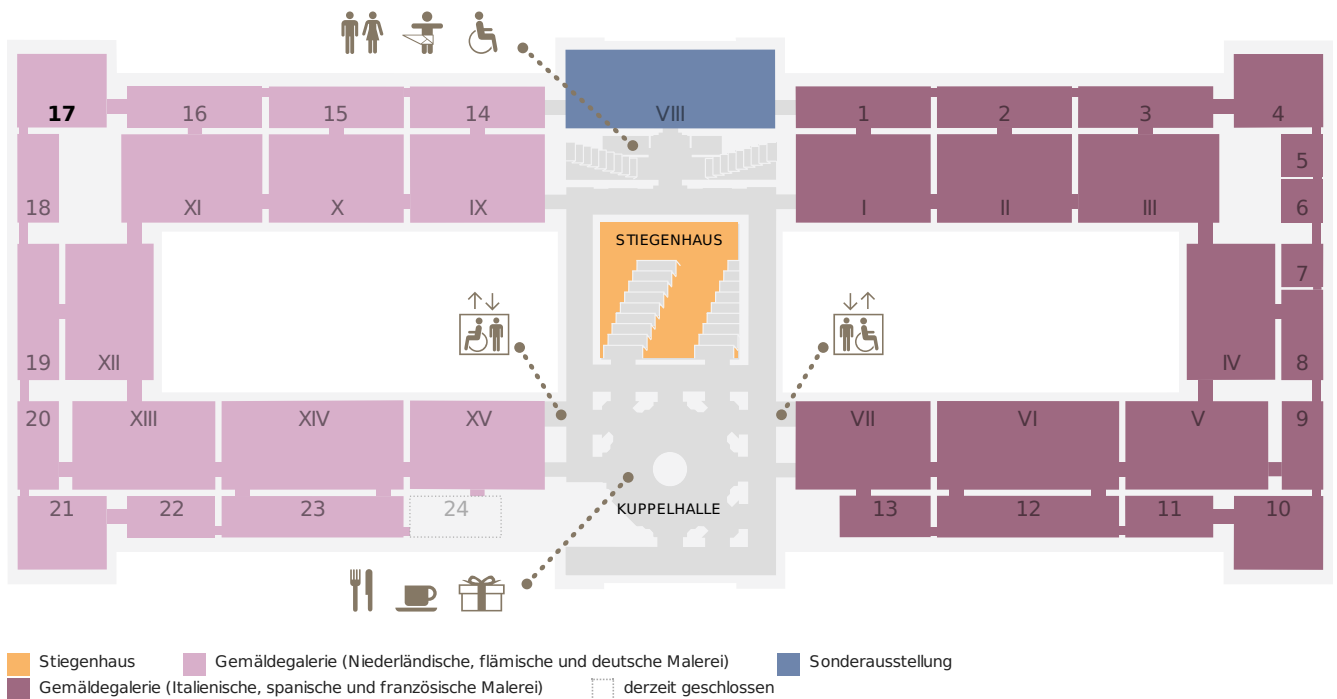 17 16 15 14 VIII 1 2 3 4
5
18 XI X IX I II III 6
STIEGENHAUS
7
19 XII IV 8
20 XIII XIV XV VII VI V 9
21 22 23 24 KUPPELHALLE 13 12 11 10
Stiegenhaus Gemäldegalerie (Niederländische, flämische und deutsche Malerei) Sonderausstellung
Gemäldegalerie (Italienische, spanische und französische Malerei) derzeit geschlossen